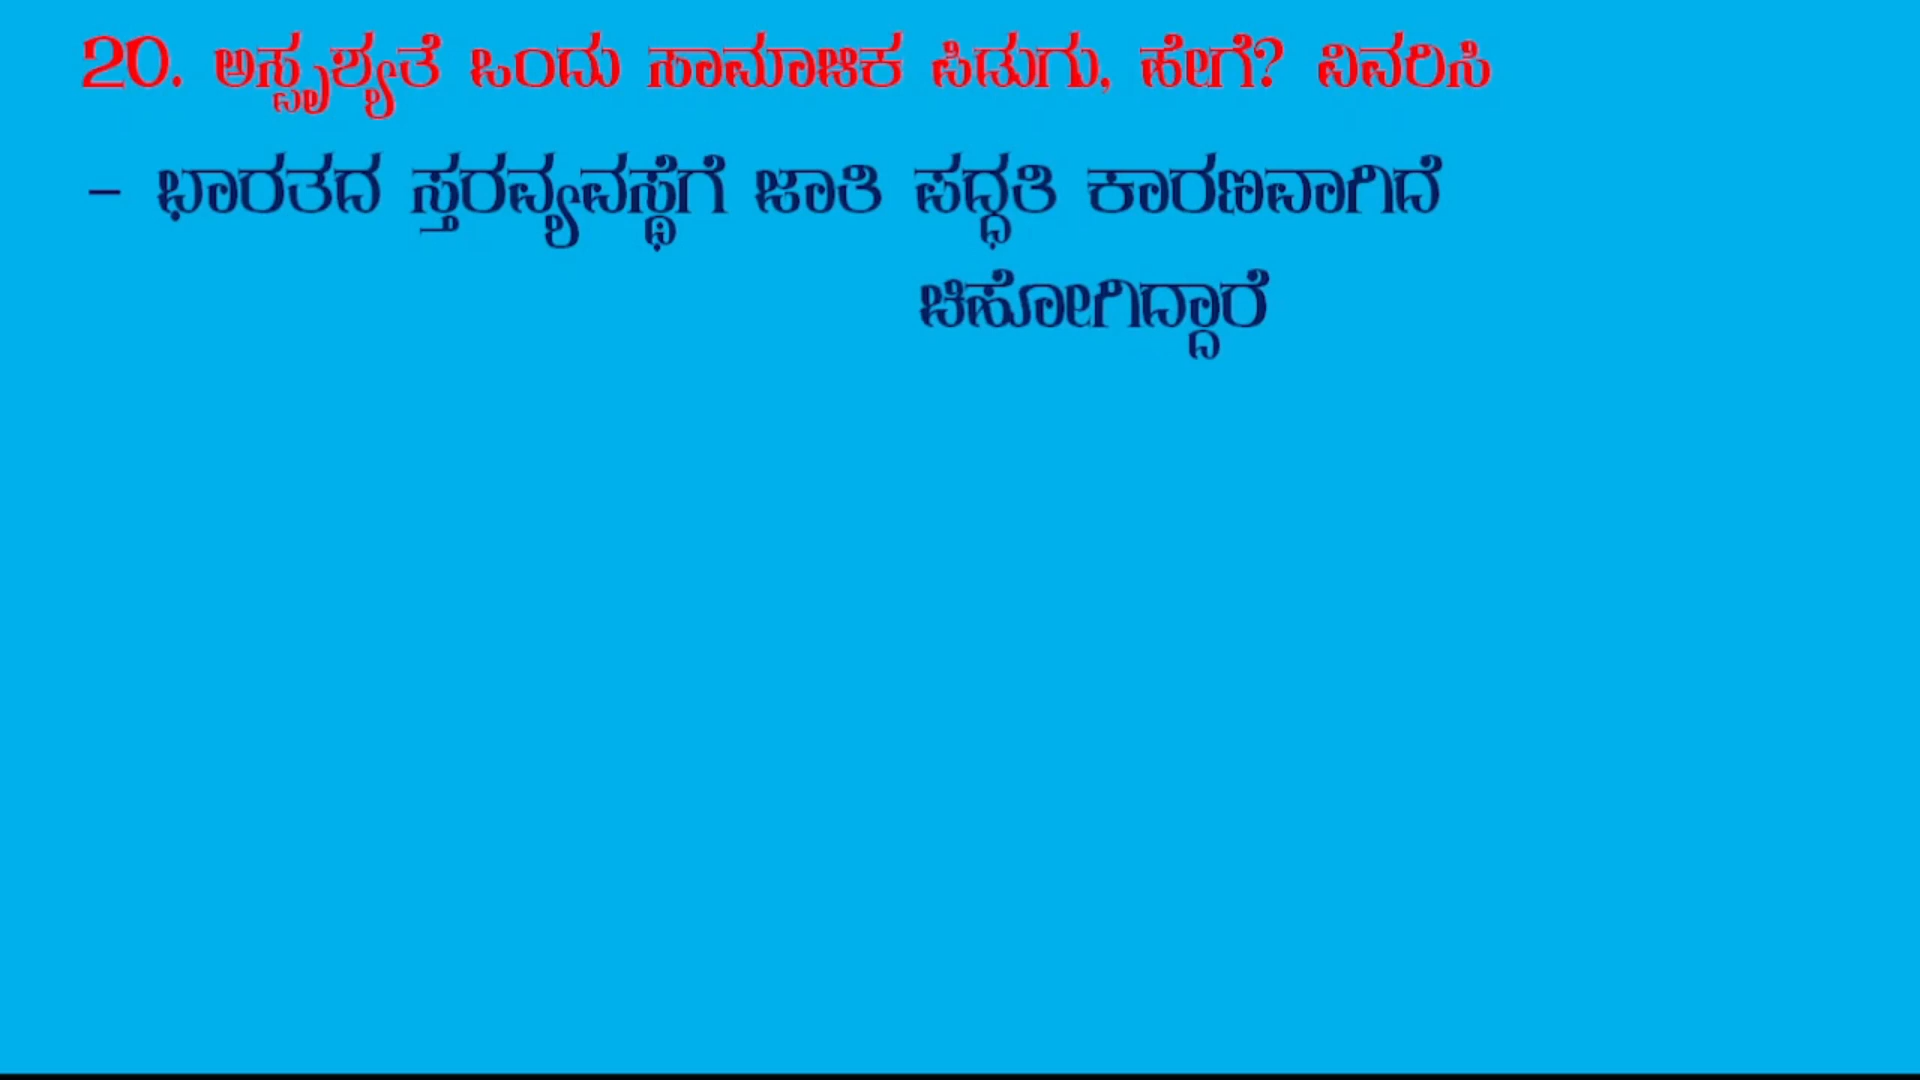 20. ಅಸ್ಪೃಶ್ಯತೆ ಒಂದು ಸಾಮಾಜಿಕ ಪಿಡುಗು, ಹೇಗೆ? ವಿವರಿಸಿ
- ಭಾರತದ ಸ್ತರವ್ಯವಸ್ಥೆಗೆ ಜಾತಿ ಪದ್ಧತಿ ಕಾರಣವಾಗಿದೆ
ಚಿಹೋಗಿದ್ದಾರೆ